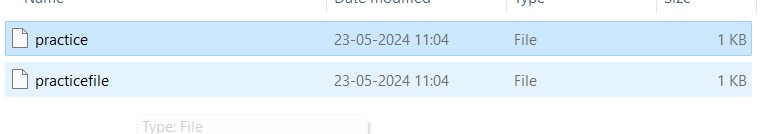 Name Date modified Type Size
practice 23-05-2024 11:04 File 1 KB
practicefile 23-05-2024 11:04 File 1 KB
Type: File